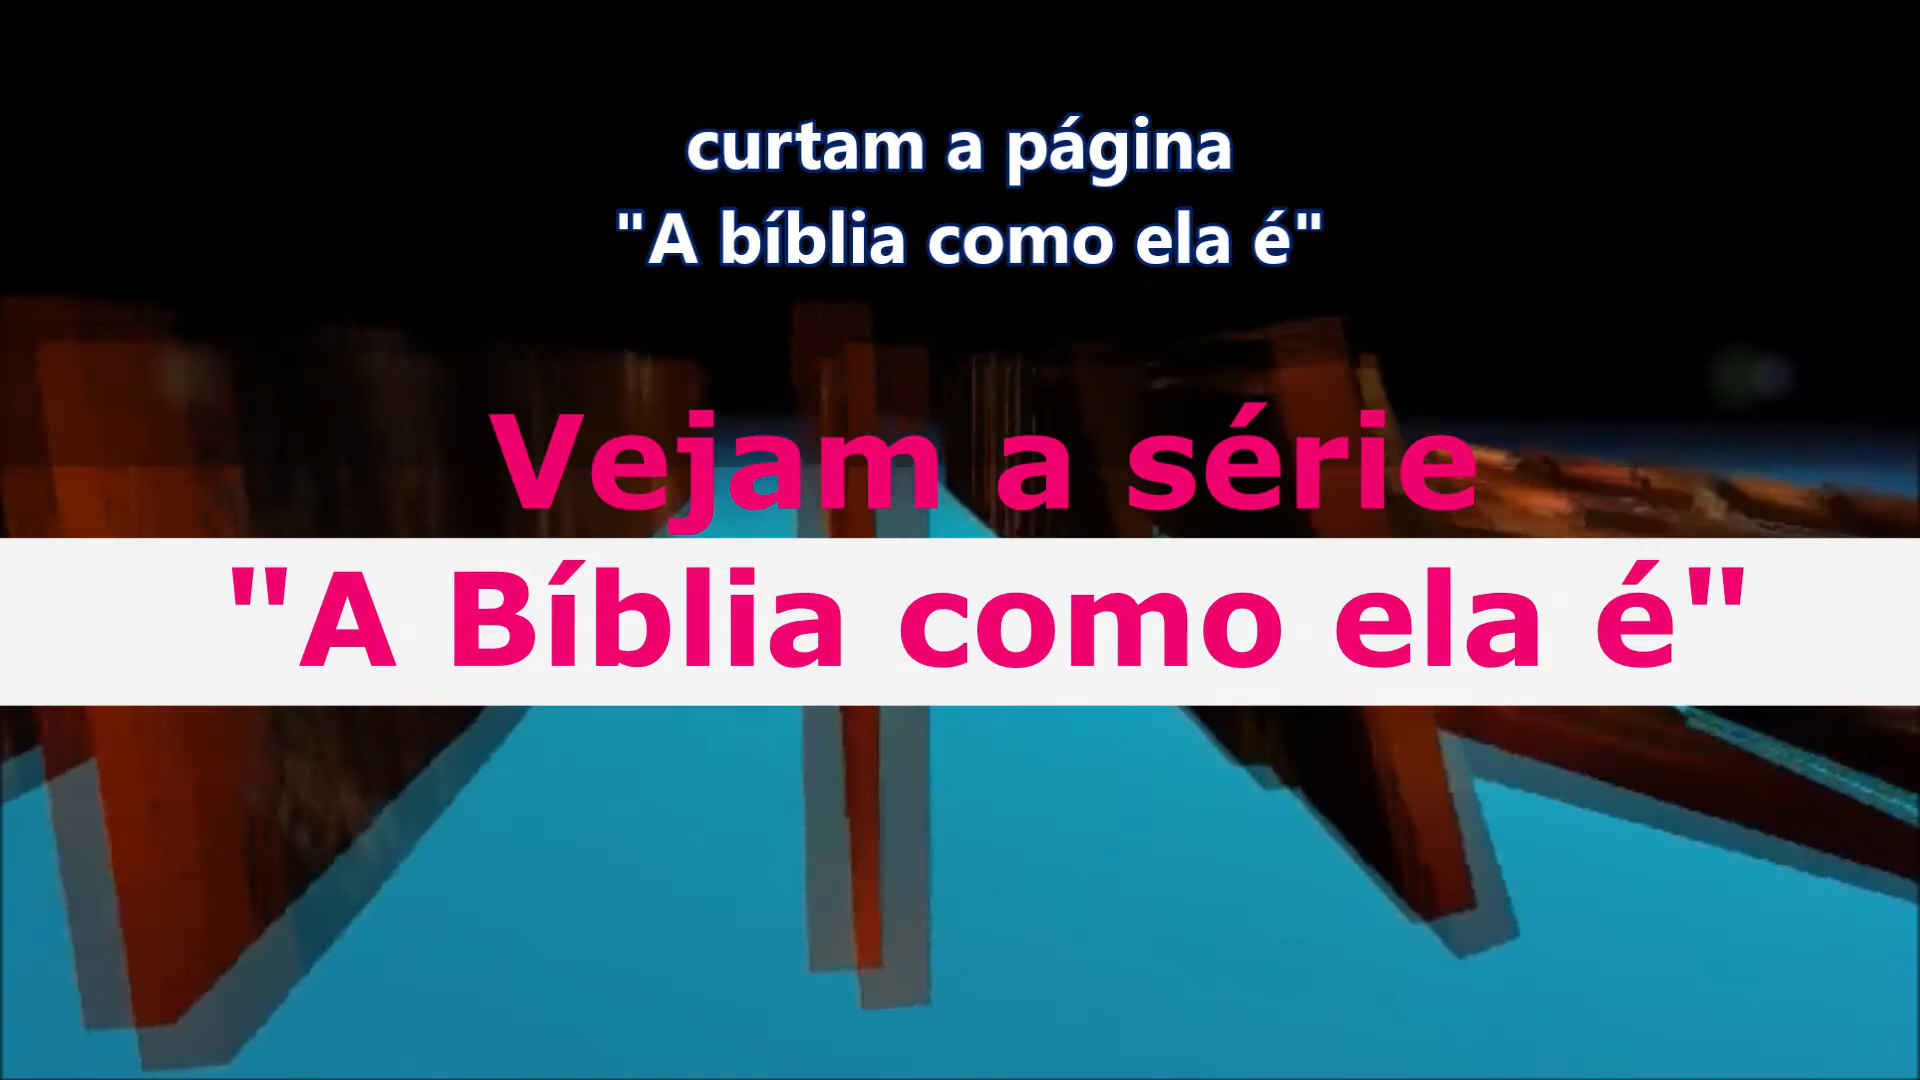 curtam a página
"A bíblia como ela é"
Vejam a série
"A Bíblia como ela é"